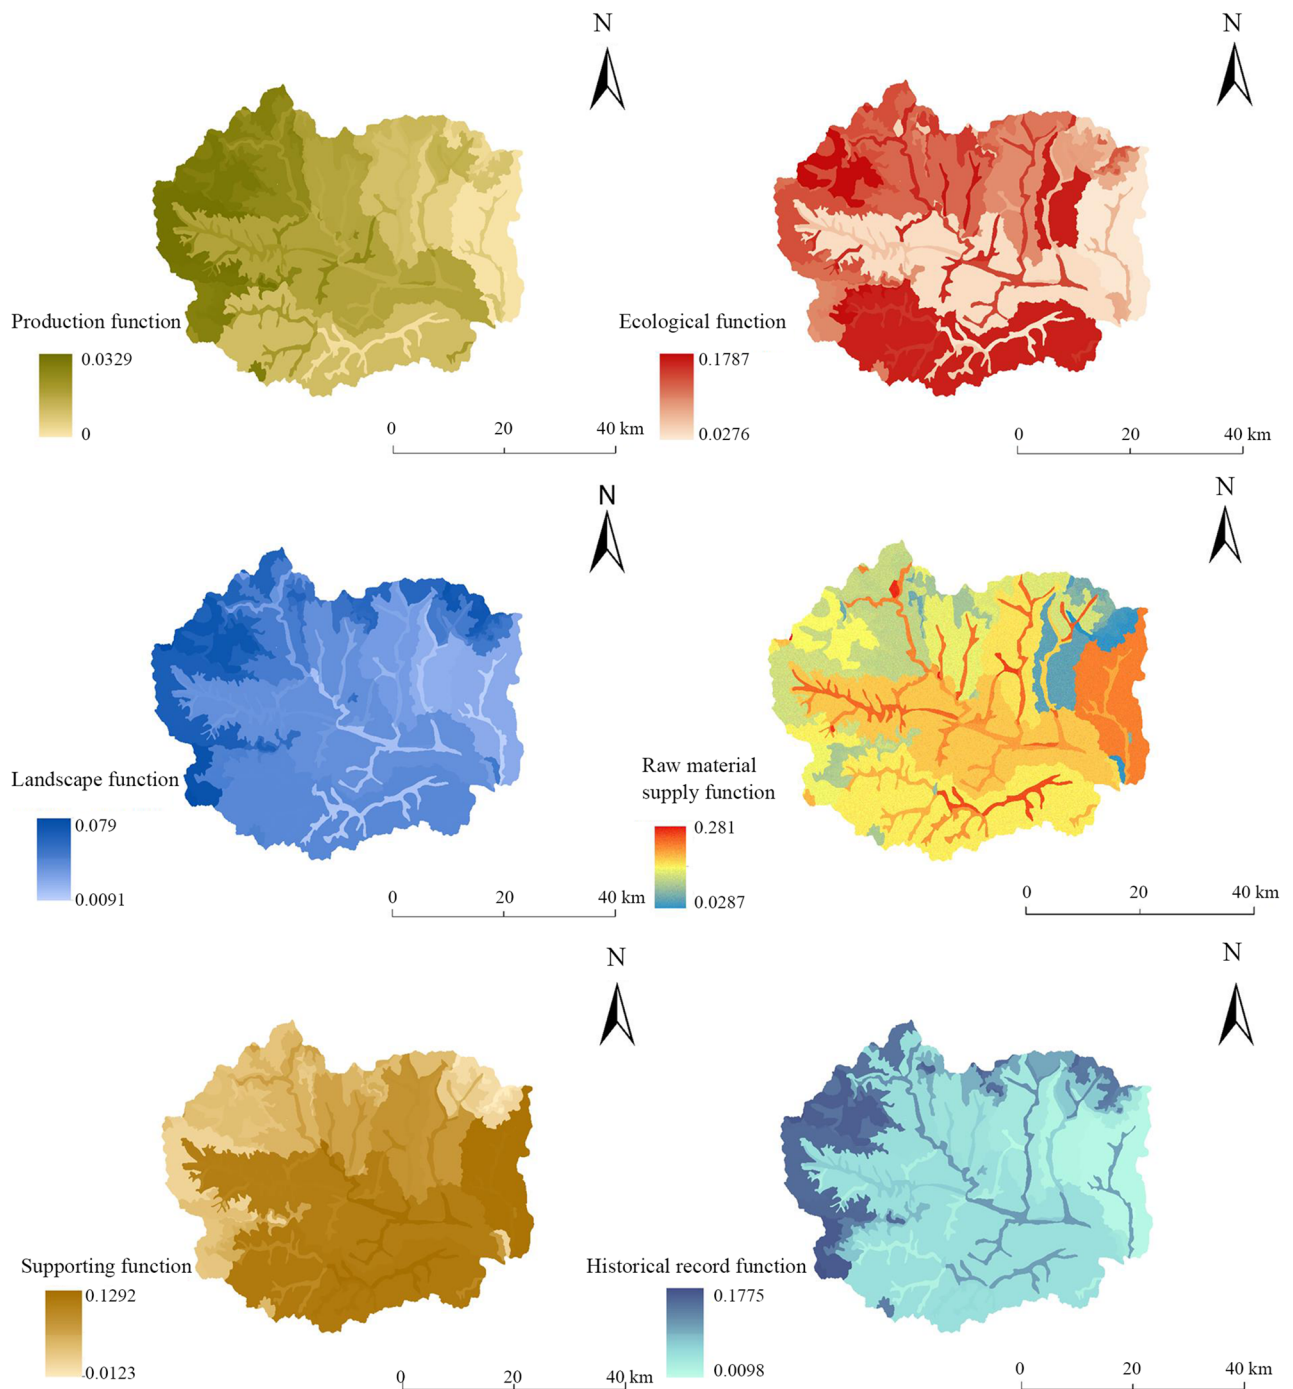 N
N
Production function
0.0329
0
0 20 40 km
Ecological function
0.1787
0.0276
0 20 40 km
N
N
Landscape function
0.079
0.0091
0 20 40 km
Raw material
supply function
0.281
0.0287
0 20 40 km
N
N
Supporting function
0.1292
0.0123
0 20 40 km
Historical record function
0.1775
0.0098
0 20 40 km